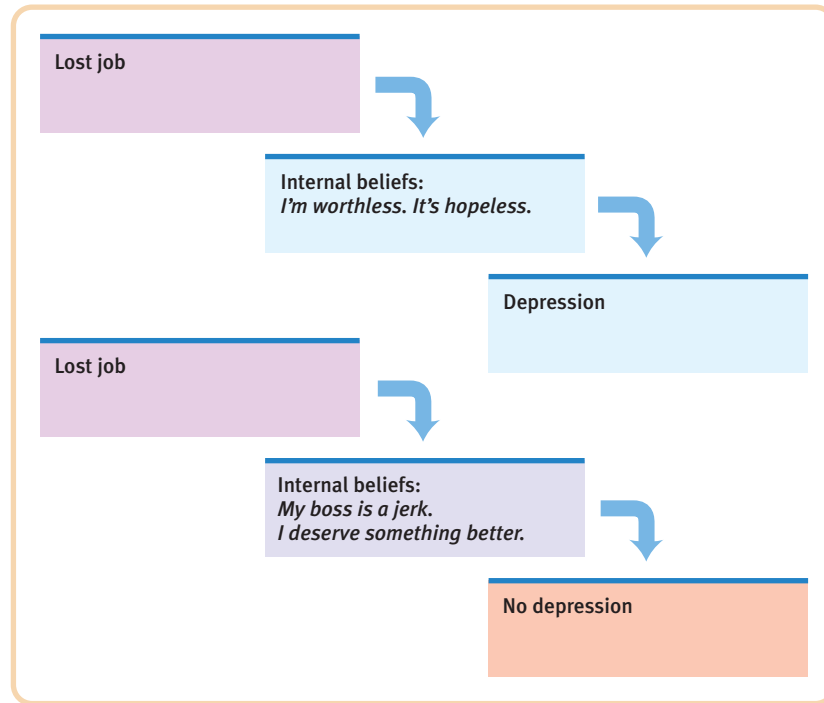 Lost job
Internal beliefs:
I'm worthless. It's hopeless.
Depression
Lost job
Internal beliefs:
My boss is a jerk.
I deserve something better.
No depression